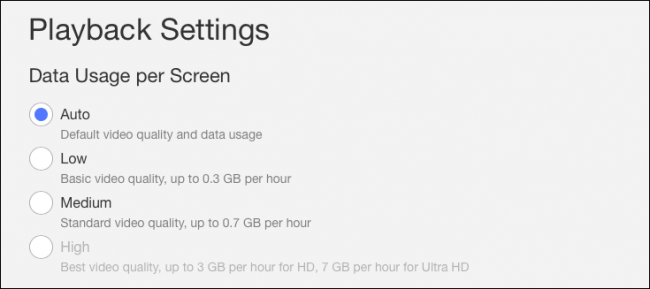 Playback Settings
Data Usage per Screen
Auto
Default video quality and data usage
Low
Basic video quality, up to 0.3 GB per hour
Medium
Standard video quality, up to 0.7 GB per hour
High
Best video quality, up to 3 GB per hour for HD, 7 GB per hour for Ultra HD